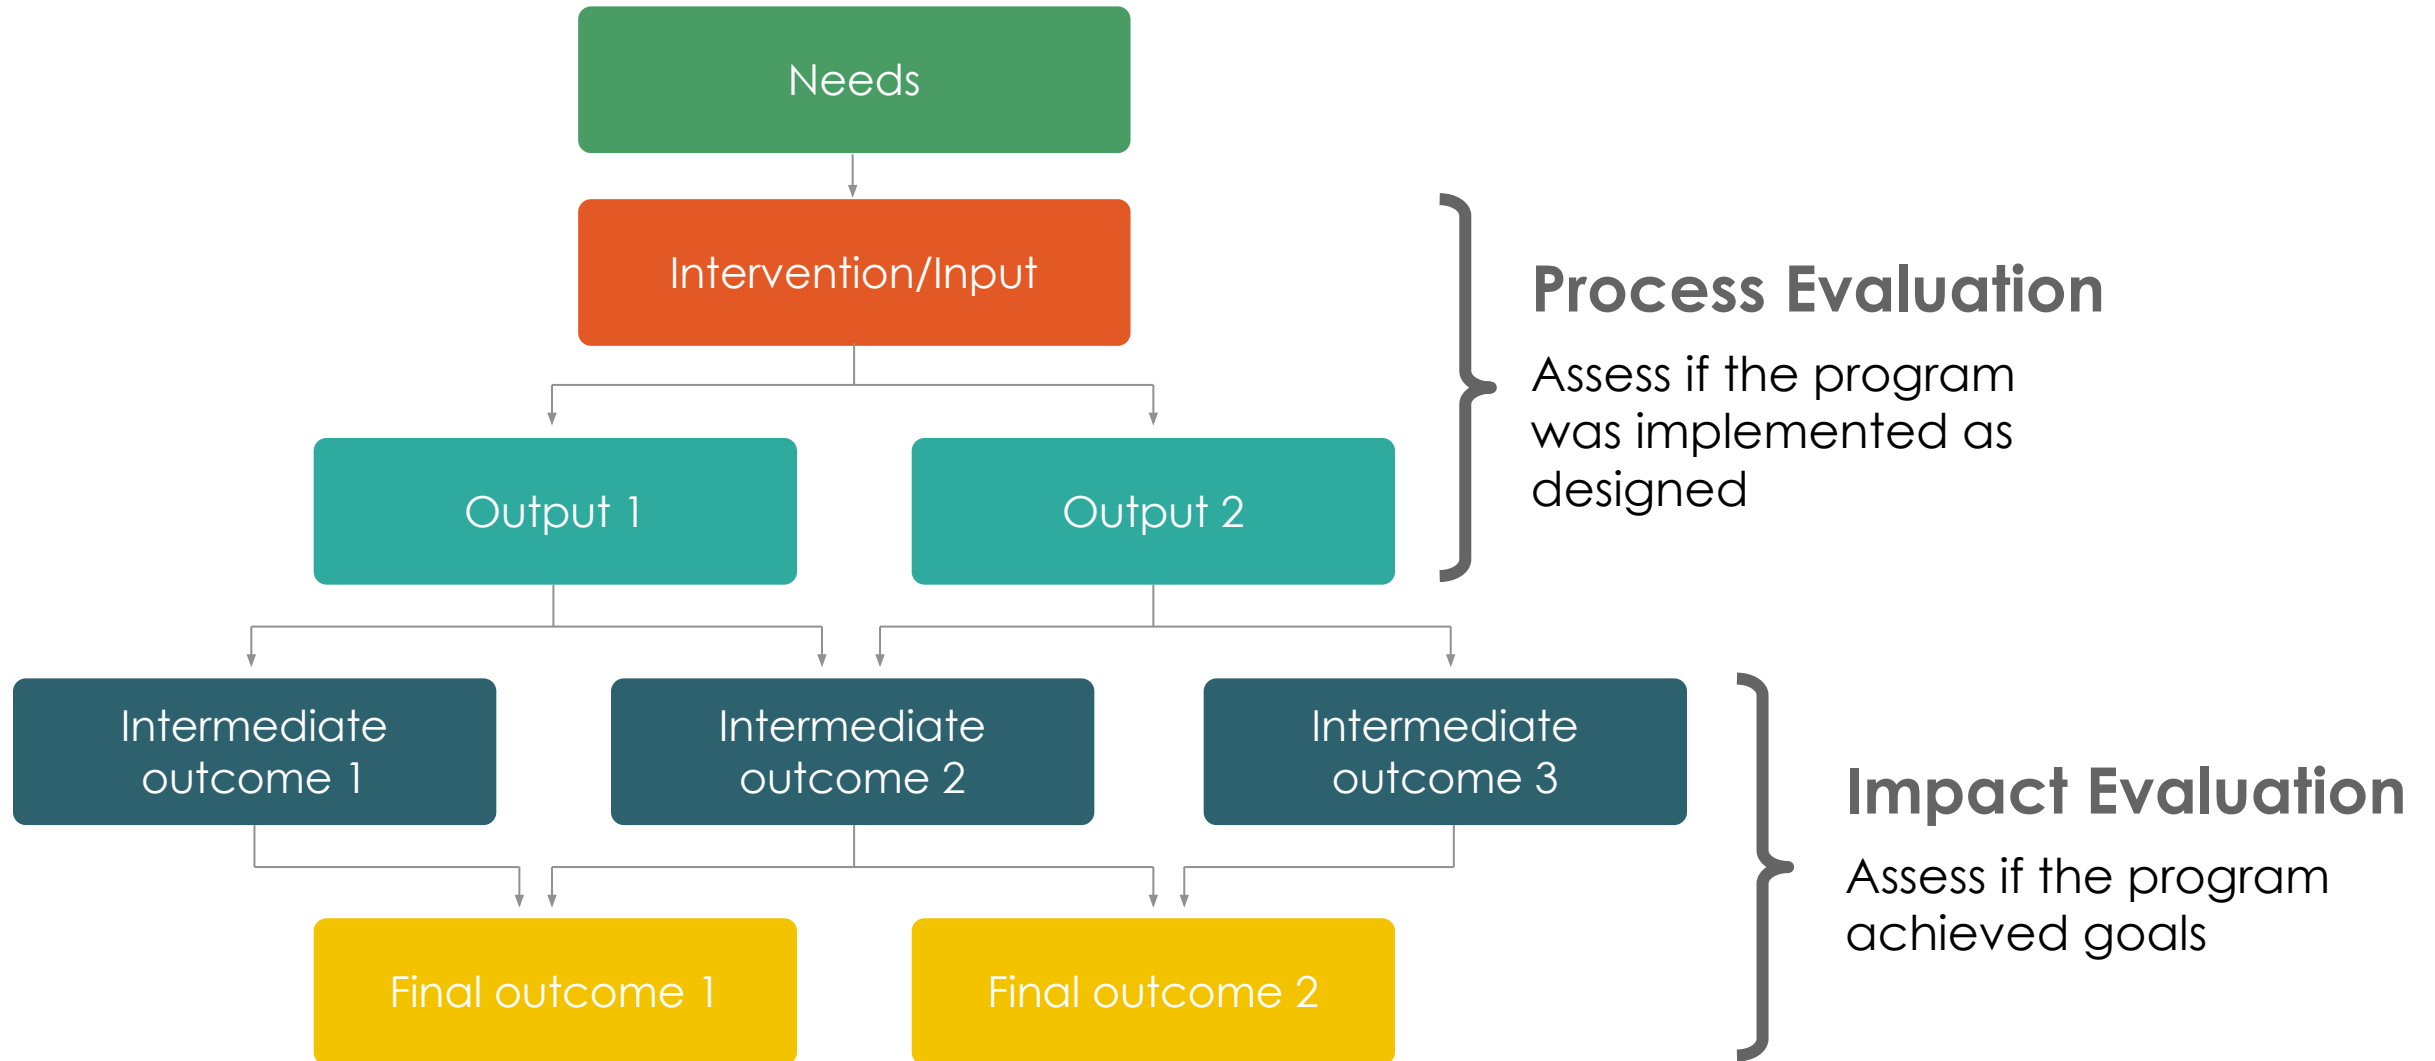 Needs
Intervention/Input
Process Evaluation
Assess if the program
was implemented as
designed
Output 1
Output 2
Intermediate
outcome 1
Intermediate
outcome 2
Intermediate
outcome 3
Impact Evaluation
Assess if the program
achieved goals
Final outcome 1
Final outcome 2